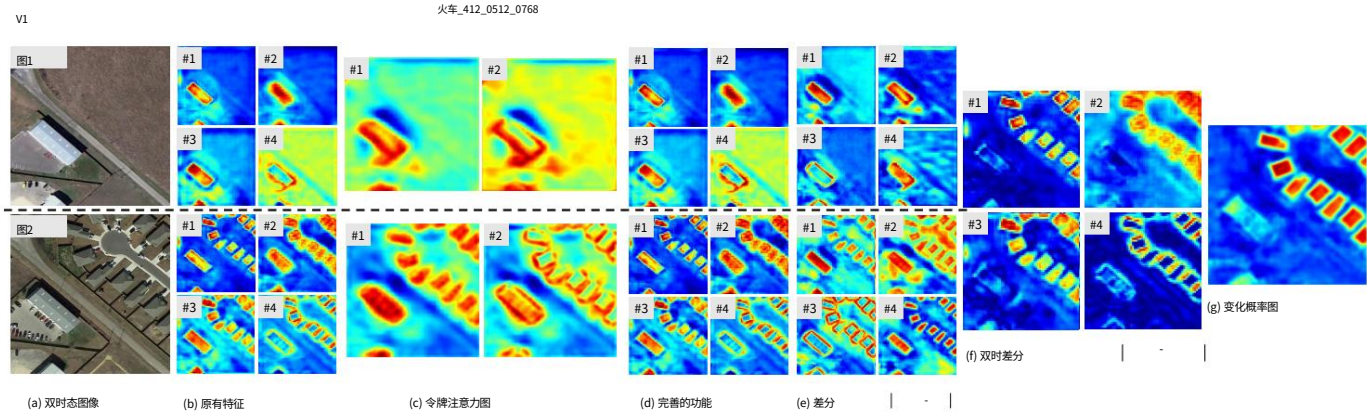 火车_412_0512_0768
V1
图1
#1
#2
#3
#4
#1
#2
#1
#2
#3
#4
#1
#2
#3
#4
图2
#1
#2
#3
#4
#1
#2
#1
#2
#3
#4
#1
#2
#3
#4
#1
#2
#3
#4
(g) 变化概率图
(f) 双时差分 | - |
(a) 双时态图像
(b) 原有特征
(c) 令牌注意力图
(d) 完善的功能
(e) 差分 | - |